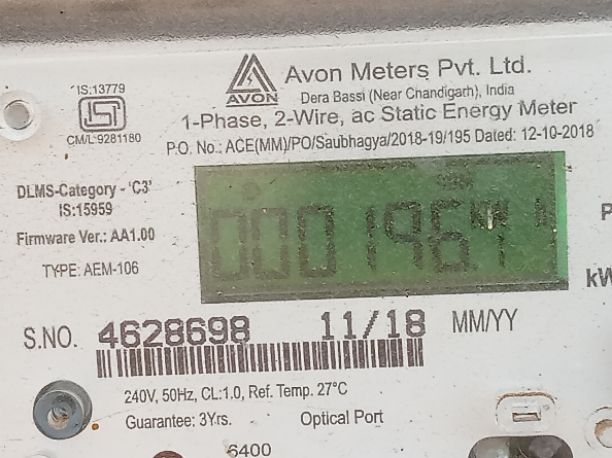 IS:13779
CM/L:9281180
AVON
Avon Meters Pvt. Ltd.
Dera Bassi (Near Chandigarh), India
1-Phase, 2-Wire, ac Static Energy Meter
P.O. No.: ACE(MM)/PO/Saubhagya/2018-19/195 Dated: 12-10-2018
DLMS-Category - 'C3'
IS:15959
Firmware Ver.: AA1.00
TYPE: AEM-106
000196.1
S.NO. 4628698 11/18 MM/YY
240V, 50Hz, CL:1.0, Ref. Temp. 27°C
Guarantee: 3Yrs. Optical Port
6400